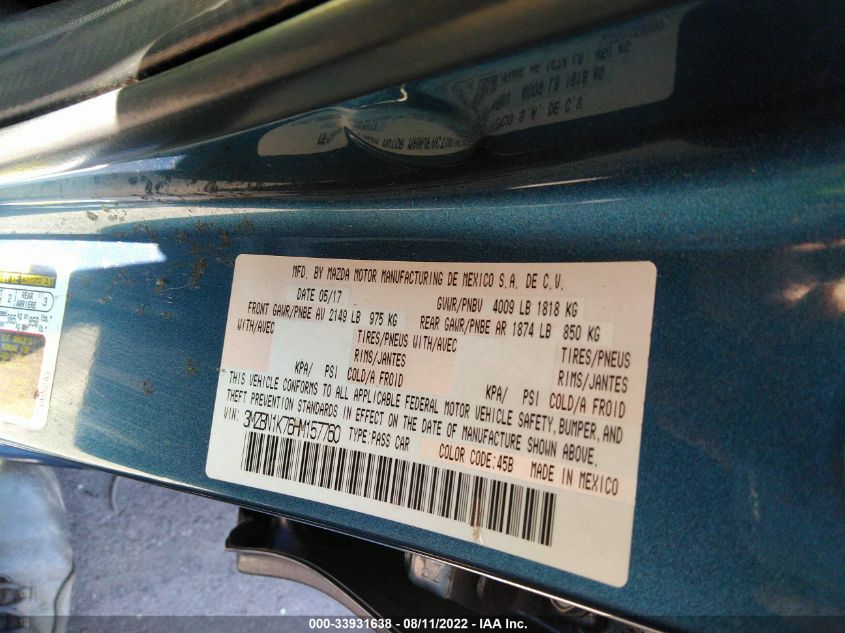 MFD. BY MAZDA MOTOR MANUFACTURING DE MEXICO S.A. DE C.V.
DATE 05/17 GVWR/PNBV 4009 LB 1818 KG
FRONT GAWR/PNBE AV 2149 LB 975 KG REAR GAWR/PNBE AR 1874 LB 850 KG
WITH/AVEC TIRES/PNEUS WITH/AVEC TIRES/PNEUS
RIMS/JANTES RIMS/JANTES
KPA/ PSI COLD/A FROID KPA/ PSI COLD/A FROID
THIS VEHICLE CONFORMS TO ALL APPLICABLE FEDERAL MOTOR VEHICLE SAFETY, BUMPER, AND
THEFT PREVENTION STANDARDS IN EFFECT ON THE DATE OF MANUFACTURE SHOWN ABOVE.
VIN: 3MZBN1K76HM157760 TYPE:PASS CAR
COLOR CODE:45B MADE IN MEXICO
2 REAR ARRIERE 3
000-33931638 - 08/11/2022 - IAA Inc.